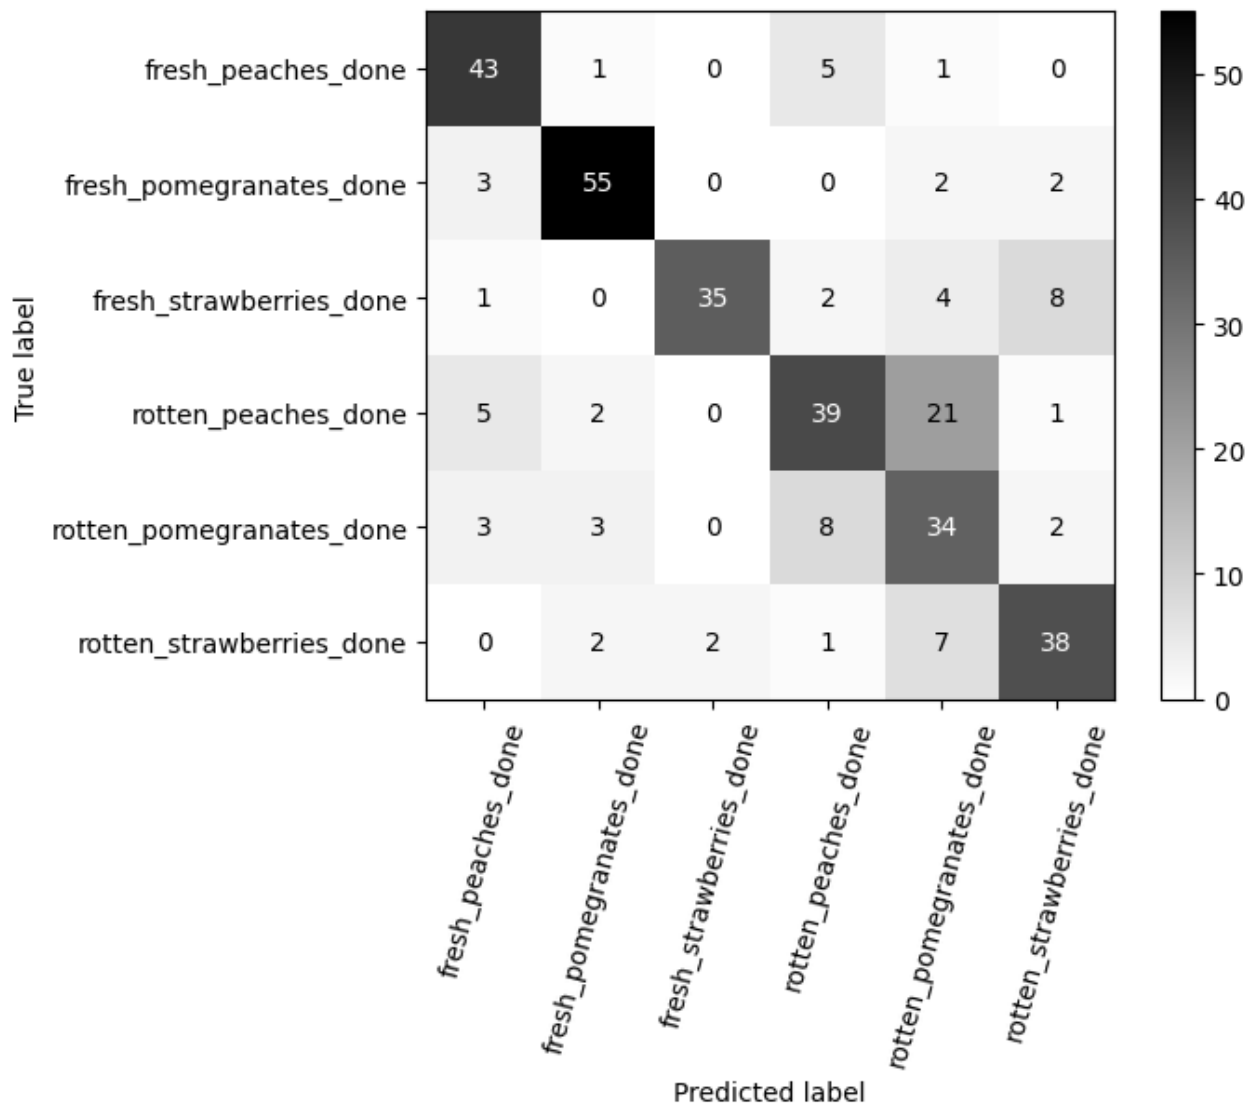 fresh_peaches_done 43 1 0 5 1 0
fresh_pomegranates_done 3 55 0 0 2 2
fresh_strawberries_done 1 0 35 2 4 8
rotten_peaches_done 5 2 0 39 21 1
rotten_pomegranates_done 3 3 0 8 34 2
rotten_strawberries_done 0 2 2 1 7 38
True label
fresh_peaches_done
fresh_pomegranates_done
fresh_strawberries_done
rotten_peaches_done
rotten_pomegranates_done
rotten_strawberries_done
Predicted label
50
40
30
20
10
0